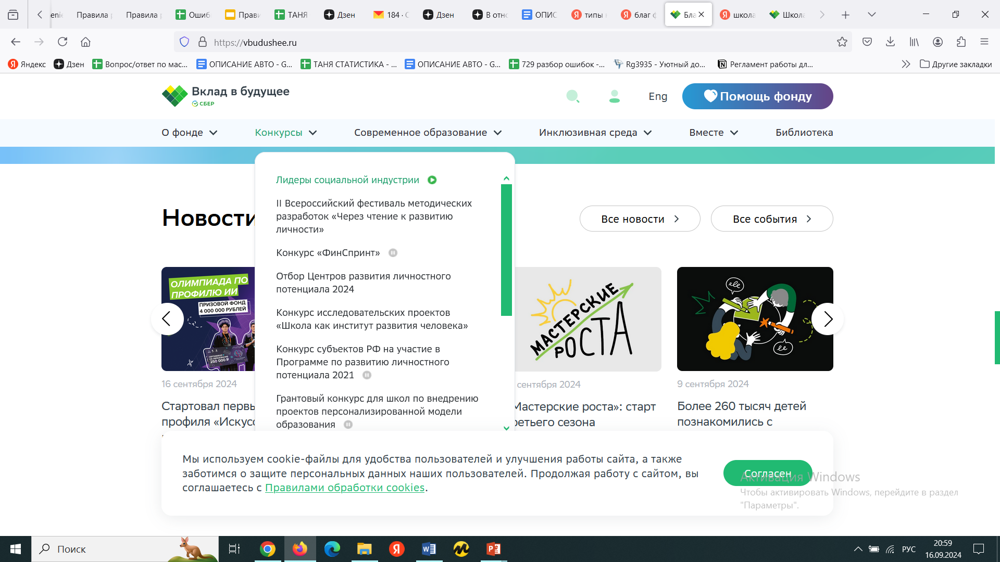 Правила
Правила
Ошиб
Прави
ТАНЯ
Дзен
184 ·
Дзен
В отно
ОПИС
типы
благ ф
Бла
школа
Школа
https://vbudushee.ru
Яндекс
Дзен
Вопрос/ответ по мас...
ОПИСАНИЕ АВТО - G...
ТАНЯ СТАТИСТИКА - ...
ОПИСАНИЕ АВТО - G...
729 разбор ошибок -...
Rg3935 - Уютный до...
Регламент работы дл...
Другие закладки
Вклад в будущее
СБЕР
Eng
Помощь фонду
О фонде
Конкурсы
Современное образование
Инклюзивная среда
Вместе
Библиотека
Лидеры социальной индустрии
II Всероссийский фестиваль методических
разработок «Через чтение к развитию
личности»
Конкурс «ФинСпринт»
Отбор Центров развития личностного
потенциала 2024
Конкурс исследовательских проектов
«Школа как институт развития человека»
Конкурс субъектов РФ на участие в
Программе по развитию личностного
потенциала 2021
Грантовый конкурс для школ по внедрению
проектов персонализированной модели
образования
Новости
Все новости
Все события
ОЛИМПИАДА ПО
ПРОФИЛЮ ИИ
ПРИЗОВОЙ ФОНД
4 000 000 РУБЛЕЙ
СЕРТИФИКАТ
НА ОБРАЗОВАНИЕ
250 000 ₽
16 сентября 2024
Стартовал первы
профиля «Искусс
МАСТЕРСКИЕ
РОСТА
сентября 2024
Мастерские роста»: старт
ретьего сезона
9 сентября 2024
Более 260 тысяч детей
познакомились с
Мы используем cookie-файлы для удобства пользователей и улучшения работы сайта, а также
заботимся о защите персональных данных наших пользователей. Продолжая работу с сайтом, вы
соглашаетесь с Правилами обработки cookies.
Согласен
Активация Windows
Чтобы активировать Windows, перейдите в раздел
"Параметры".
Поиск
РУС
20:59
16.09.2024